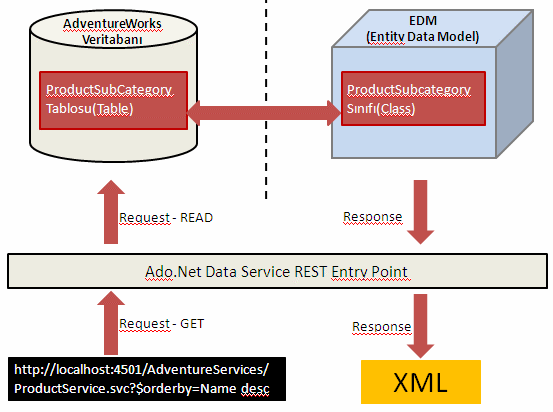 AdventureWorks
Veritabanı
EDM
(Entity Data Model)
ProductSubCategory
Tablosu(Table)
ProductSubcategory
Sınıfı(Class)
Request - READ
Response
Ado.Net Data Service REST Entry Point
Request - GET
Response
http://localhost:4501/AdventureServices/
ProductService.svc?$orderby=Name desc
XML